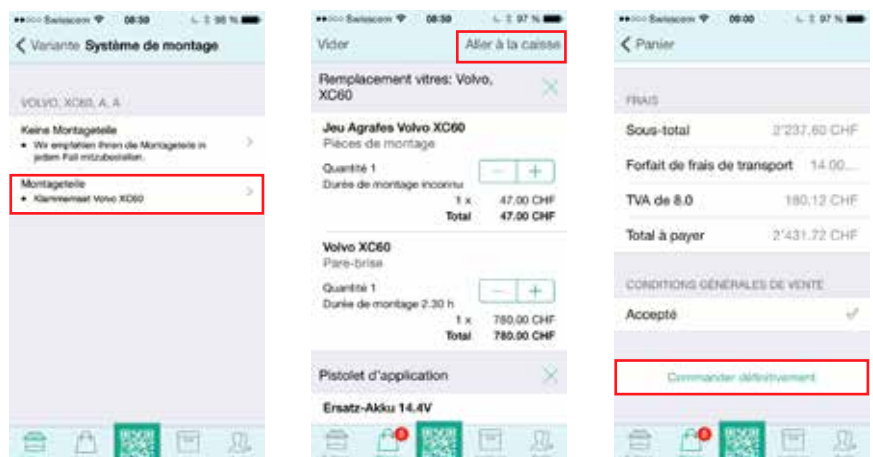 Swisscom 08:59 98 %
Variante Système de montage
VOLVO, XC60, A, A
Keine Montageteile
• Wir empfehlen Ihnen die Montageteile in
jedem Fall mitzubestellen.
Montageteile
• Klammernset Volvo XC60
Swisscom 08:59 97 %
Vider Aller à la caisse
Remplacement vitres: Volvo,
XC60
Jeu Agrafes Volvo XC60
Pièces de montage
Quantité 1
Durée de montage inconnu
- +
1 x 47.00 CHF
Total 47.00 CHF
Volvo XC60
Pare-brise
Quantité 1
Durée de montage 2.30 h
- +
1 x 780.00 CHF
Total 780.00 CHF
Pistolet d'application
Ersatz-Akku 14.4V
Swisscom 09:00 97 %
Panier
FRAIS
Sous-total 2'237.60 CHF
Forfait de frais de transport 14.00...
TVA de 8.0 180.12 CHF
Total à payer 2'431.72 CHF
CONDITIONS GÉNÉRALES DE VENTE
Accepté
Commander définitivement